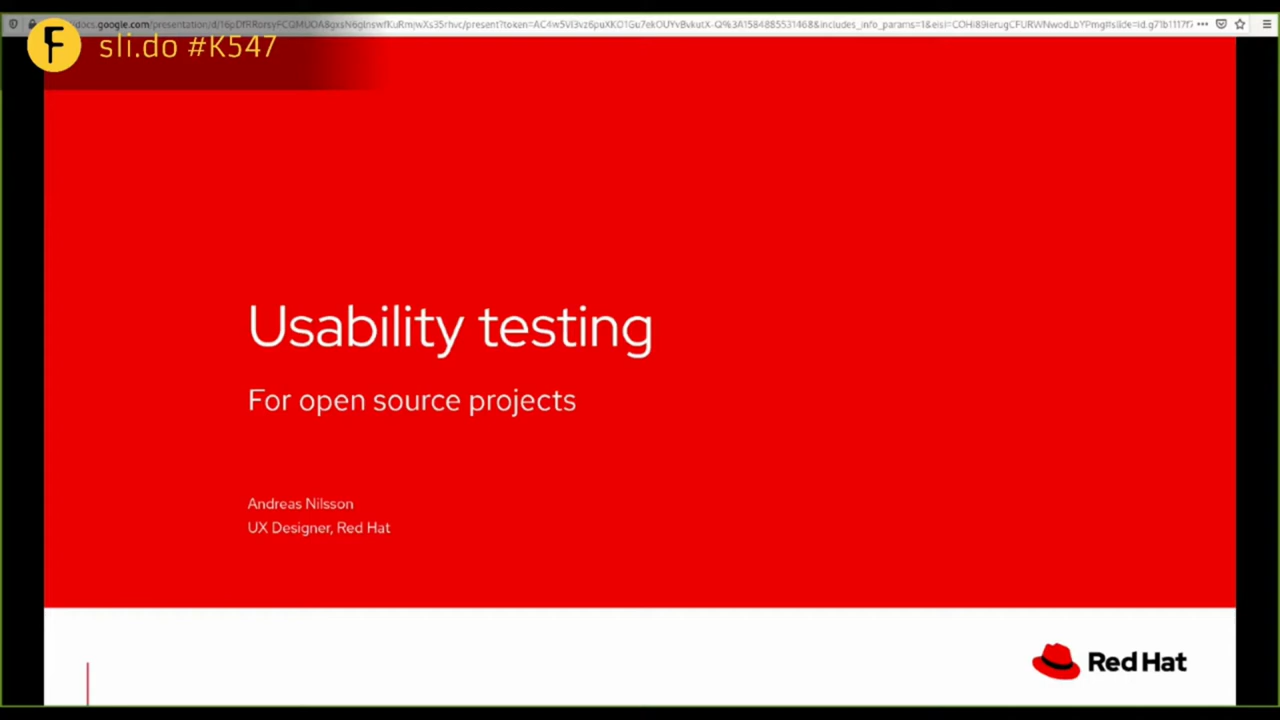 sli.do #K547
Usability testing
For open source projects
Andreas Nilsson
UX Designer, Red Hat
Red Hat